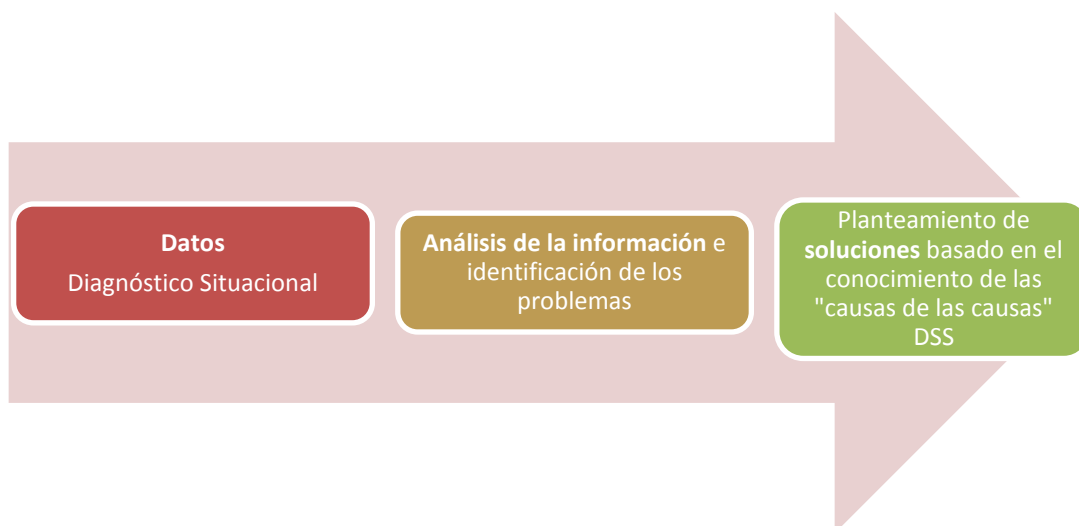 Datos
Diagnóstico Situacional
Análisis de la información e
identificación de los
problemas
Planteamiento de
soluciones basado en el
conocimiento de las
"causas de las causas"
DSS